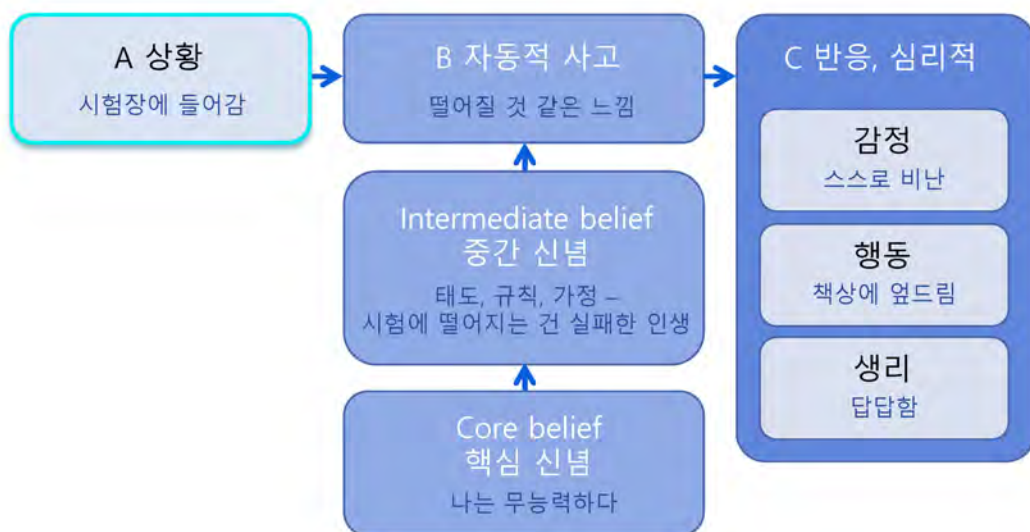 A 상황
시험장에 들어감
B 자동적 사고
떨어질 것 같은 느낌
Intermediate belief
중간 신념
태도, 규칙, 가정 –
시험에 떨어지는 건 실패한 인생
Core belief
핵심 신념
나는 무능력하다
C 반응, 심리적
감정
스스로 비난
행동
책상에 엎드림
생리
답답함